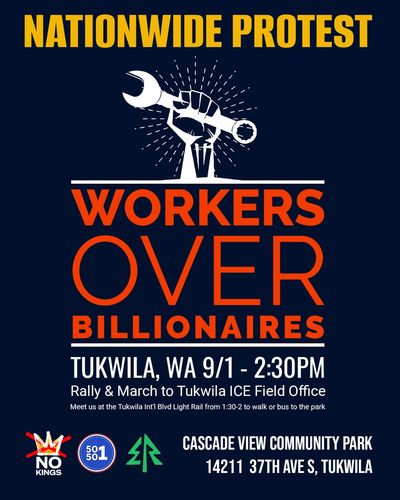 NATIONWIDE PROTEST
WORKERS
OVER
BILLIONAIRES
TUKWILA, WA 9/1 - 2:30PM
Rally & March to Tukwila ICE Field Office
Meet us at the Tukwila Int'l Blvd Light Rail from 1:30-2 to walk or bus to the park
NO
KINGS
50
501
CASCADE VIEW COMMUNITY PARK
14211 37TH AVE S, TUKWILA